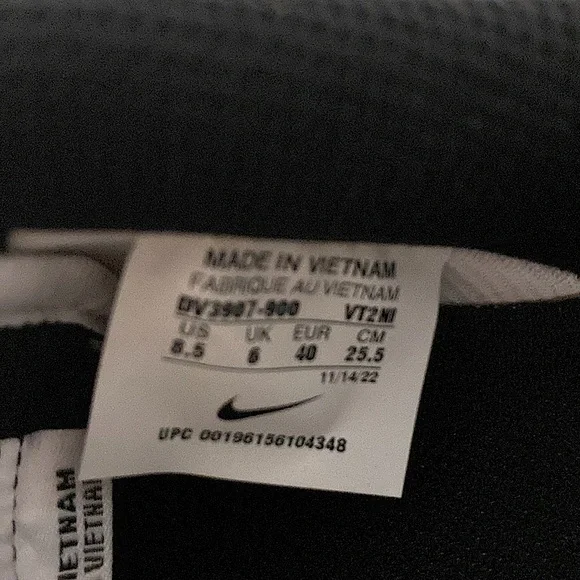 MADE IN VIETNAM
FABRIQUE AU VIETNAM
DV3907-900 VT2NI
US UK EUR CM
8.5 6 40 25.5
11/14/22
UPC 00196156104348
VIETNAM